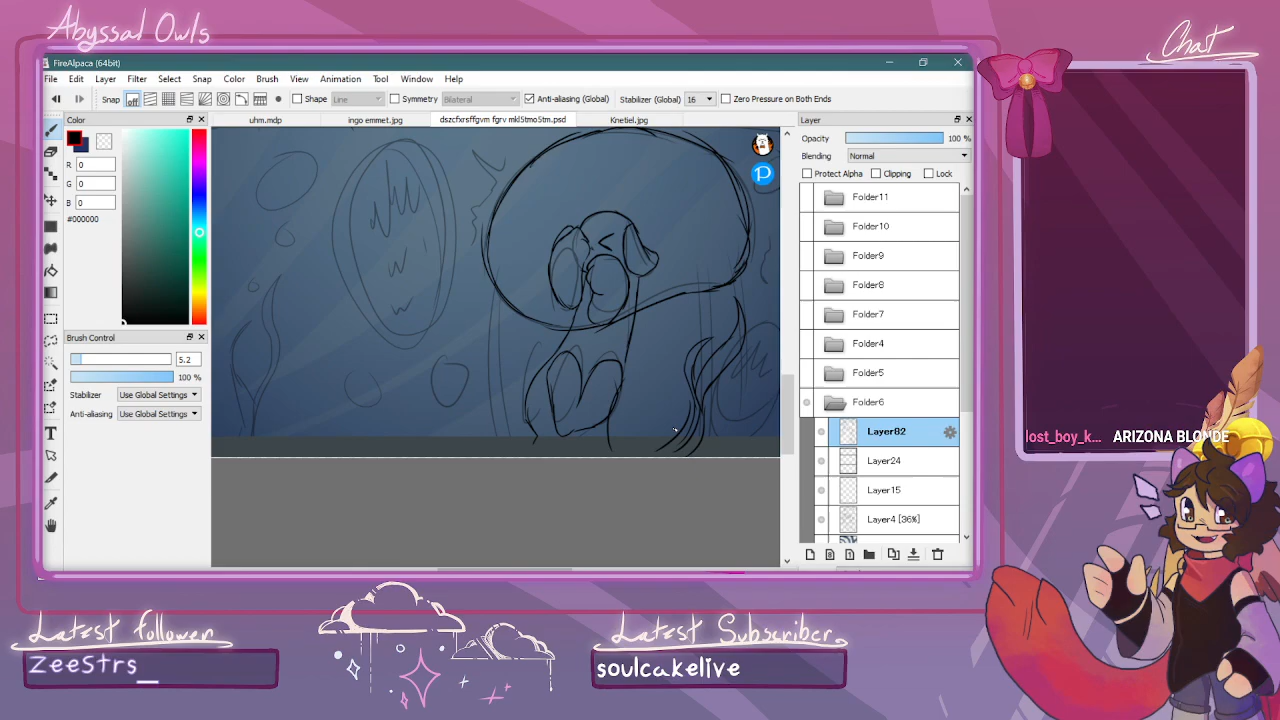 Abyssal Owls
Chat
FireAlpaca (64bit)
File Edit Layer Filter Select Snap Color Brush View Animation Tool Window Help
Snap off Shape Line Symmetry Bilateral Anti-aliasing (Global) Stabilizer (Global) 16 Zero Pressure on Both Ends
Color
uhm.mdp ingo emmet.jpg dszcfxrsffgvm fgrv mkl5tmo5tm.psd Knetiel.jpg
Layer
R 0
G 0
B 0
#000000
Opacity 100 %
Blending Normal
Protect Alpha Clipping Lock
Folder11
Folder10
Folder9
Folder8
Folder7
Folder4
Folder5
Folder6
Layer82
Layer24
Layer15
Layer4 [36%]
Brush Control
5.2
100 %
Stabilizer Use Global Settings
Anti-aliasing Use Global Settings
lost_boy_k... ARIZONA BLONDE
Latest follower
ZeeStrs_
Latest Subscriber
soulcakelive